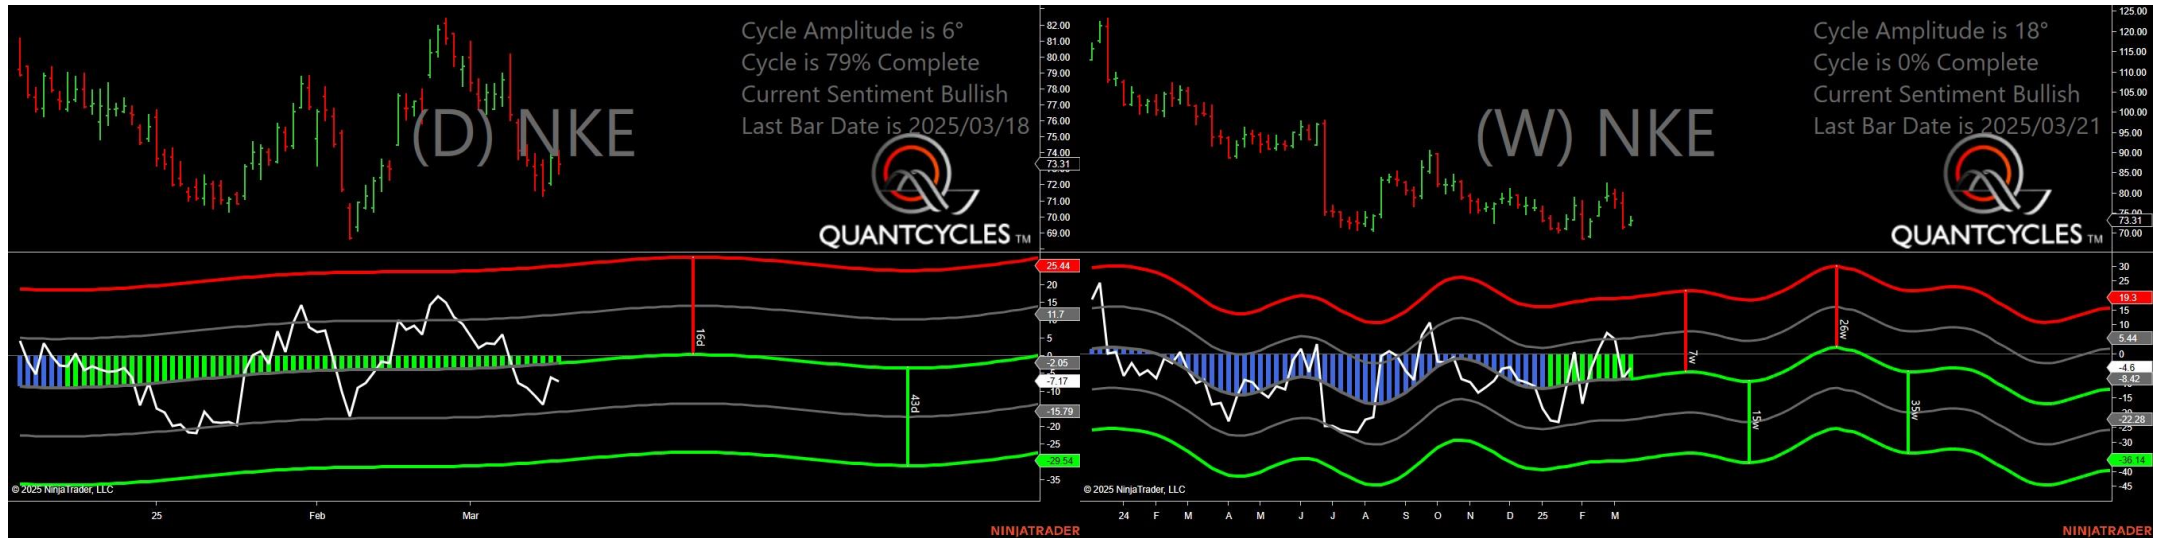 Cycle Amplitude is 6°
Cycle is 79% Complete
Current Sentiment Bullish
Last Bar Date is 2025/03/18
(D) NKE
QUANTCYCLES TM
82.00
81.00
80.00
79.00
78.00
77.00
76.00
75.00
74.00
73.31
72.00
71.00
70.00
69.00
25.44
20
15
11.7
5
0
-2.05
-7.17
-10
-15.79
-20
-25
-29.54
-35
16d
43d
© 2025 NinjaTrader, LLC
25 Feb Mar
NINJATRADER
Cycle Amplitude is 18°
Cycle is 0% Complete
Current Sentiment Bullish
Last Bar Date is 2025/03/21
(W) NKE
QUANTCYCLES TM
125.00
120.00
115.00
110.00
105.00
100.00
95.00
90.00
85.00
80.00
75.00
73.31
70.00
30
25
19.3
15
10
5.44
0
-4.6
-8.42
-15
-22.28
-25
-30
-36.14
-40
-45
7w
15w
26w
35w
© 2025 NinjaTrader, LLC
24 F M A M J J A S O N D 25 F M
NINJATRADER